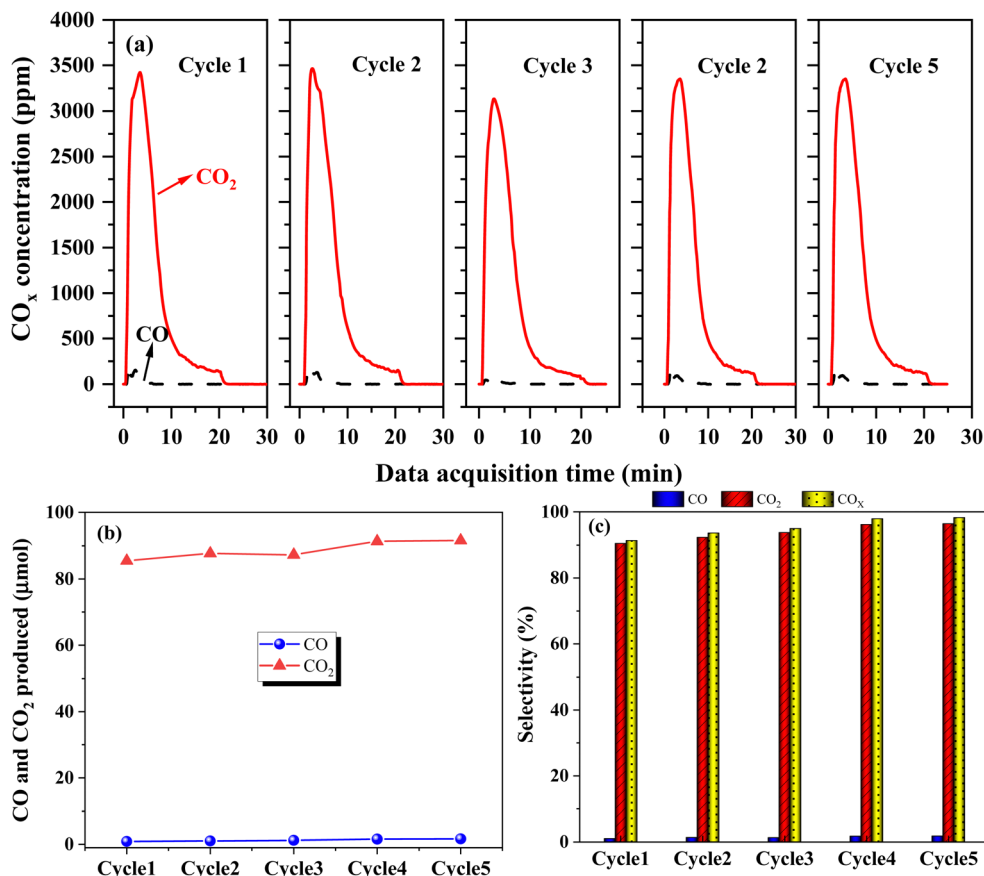 (a)
Cycle 1
Cycle 2
Cycle 3
Cycle 2
Cycle 5
COx concentration (ppm)
4000
3500
3000
2500
2000
1500
1000
500
0
CO2
CO
0 10 20 30
0 10 20 30
0 10 20
0 10 20 30
0 10 20 30
Data acquisition time (min)
(b)
CO and CO2 produced (μmol)
100
80
60
40
20
0
CO
CO2
Cycle1 Cycle2 Cycle3 Cycle4 Cycle5
CO CO2 COX
(c)
Selectivity (%)
100
80
60
40
20
0
Cycle1 Cycle2 Cycle3 Cycle4 Cycle5